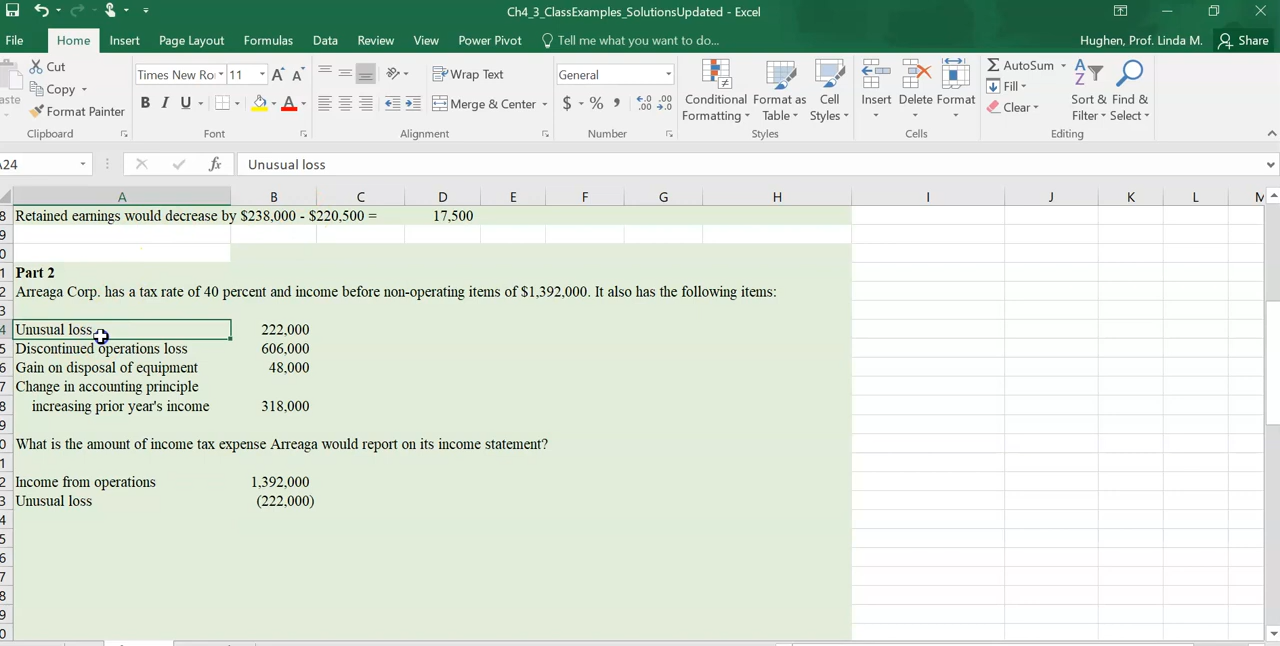 Ch4_3_ClassExamples_SolutionsUpdated - Excel
File Home Insert Page Layout Formulas Data Review View Power Pivot Tell me what you want to do... Hughen, Prof. Linda M. Share
Cut
Copy
Format Painter
Clipboard
Times New Ro 11
B I U
Font
Wrap Text
Merge & Center
Alignment
General
$ % ,
Number
Conditional Formatting
Format as Table
Cell Styles
Styles
Insert Delete Format
Cells
AutoSum
Fill
Clear
Sort & Filter
Find & Select
Editing
fx Unusual loss
A B C D E F G H I J K L
Retained earnings would decrease by $238,000 - $220,500 = 17,500
Part 2
Arreaga Corp. has a tax rate of 40 percent and income before non-operating items of $1,392,000. It also has the following items:
Unusual loss 222,000
Discontinued operations loss 606,000
Gain on disposal of equipment 48,000
Change in accounting principle
increasing prior year's income 318,000
What is the amount of income tax expense Arreaga would report on its income statement?
Income from operations 1,392,000
Unusual loss (222,000)